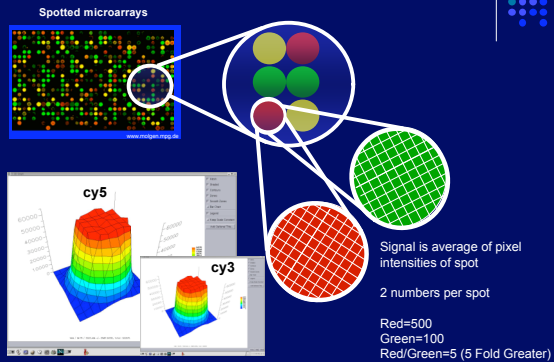 Spotted microarrays
www.molgen.mpg.de
cy5
cy3
Signal is average of pixel
intensities of spot
2 numbers per spot
Red=500
Green=100
Red/Green=5 (5 Fold Greater)